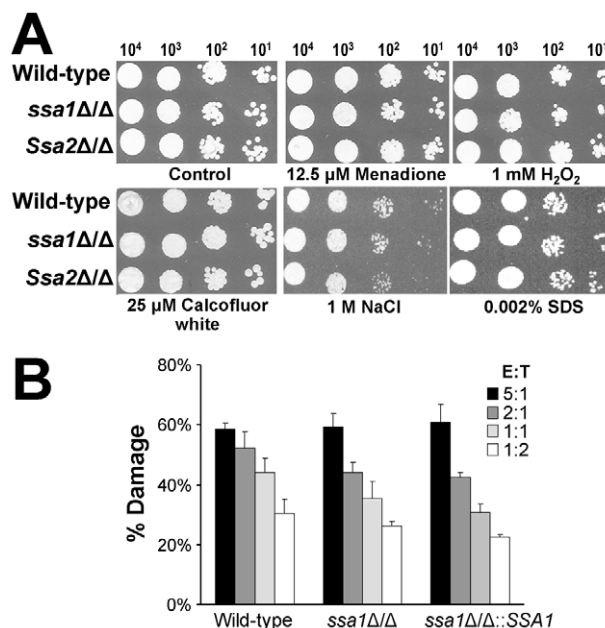 A
10⁴ 10³ 10² 10¹ 10⁴ 10³ 10² 10¹ 10⁴ 10³ 10² 10¹
Wild-type
ssa1Δ/Δ
Ssa2Δ/Δ
Control 12.5 µM Menadione 1 mM H₂O₂
Wild-type
ssa1Δ/Δ
Ssa2Δ/Δ
25 µM Calcofluor white 1 M NaCl 0.002% SDS
B
E:T
5:1
2:1
1:1
1:2
% Damage
80%
60%
40%
20%
0%
Wild-type ssa1Δ/Δ ssa1Δ/Δ::SSA1